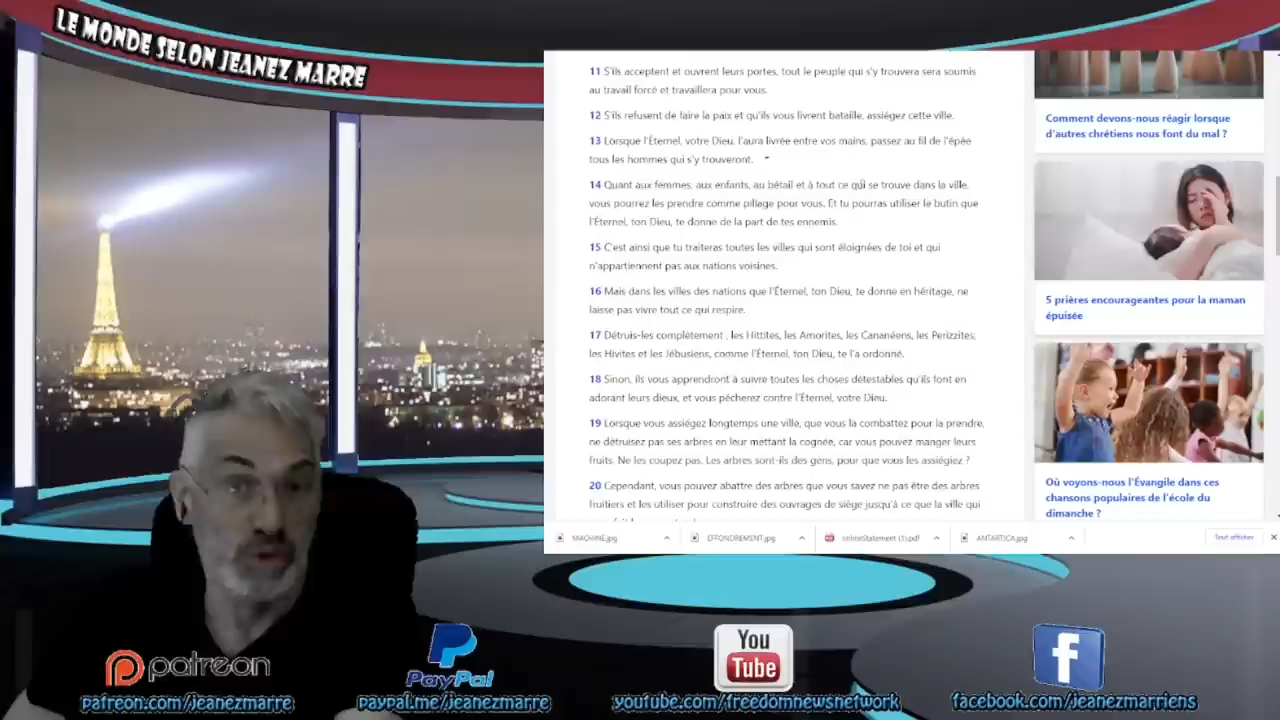 LE MONDE SELON JEANEZ MARRE
11 S'ils acceptent et ouvrent leurs portes, tout le peuple qui s'y trouvera sera soumis
au travail forcé et travaillera pour vous.
12 S'ils refusent de faire la paix et qu'ils vous livrent bataille, assiégez cette ville.
13 Lorsque l'Éternel, votre Dieu, l'aura livrée entre vos mains, passez au fil de l'épée
tous les hommes qui s'y trouveront.
14 Quant aux femmes, aux enfants, au bétail et à tout ce qui se trouve dans la ville,
vous pourrez les prendre comme pillage pour vous. Et tu pourras utiliser le butin que
l'Éternel, ton Dieu, te donne de la part de tes ennemis.
15 C'est ainsi que tu traiteras toutes les villes qui sont éloignées de toi et qui
n'appartiennent pas aux nations voisines.
16 Mais dans les villes des nations que l'Éternel, ton Dieu, te donne en héritage, ne
laisse pas vivre tout ce qui respire.
17 Détruis-les complètement , les Hittites, les Amorites, les Cananéens, les Perizzites,
les Hivites et les Jébusiens, comme l'Éternel, ton Dieu, te l'a ordonné.
18 Sinon, ils vous apprendront à suivre toutes les choses détestables qu'ils font en
adorant leurs dieux, et vous pécherez contre l'Éternel, votre Dieu.
19 Lorsque vous assiégez longtemps une ville, que vous la combattez pour la prendre,
ne détruisez pas ses arbres en leur mettant la cognée, car vous pouvez manger leurs
fruits. Ne les coupez pas. Les arbres sont-ils des gens, pour que vous les assiégiez ?
20 Cependant, vous pouvez abattre des arbres que vous savez ne pas être des arbres
fruitiers et les utiliser pour construire des ouvrages de siège jusqu'à ce que la ville qui
Comment devons-nous réagir lorsque
d'autres chrétiens nous font du mal ?
5 prières encourageantes pour la maman
épuisée
Où voyons-nous l'Évangile dans ces
chansons populaires de l'école du
dimanche ?
MACHINE.jpg
EFFONDREMENT.jpg
onlineStatement (1).pdf
ANTARTICA.jpg
Tout afficher
patreon
patreon.com/jeanezmarre
PayPal
paypal.me/jeanezmarre
You
Tube
youtube.com/freedomnewsnetwork
f
facebook.com/jeanezmarriens